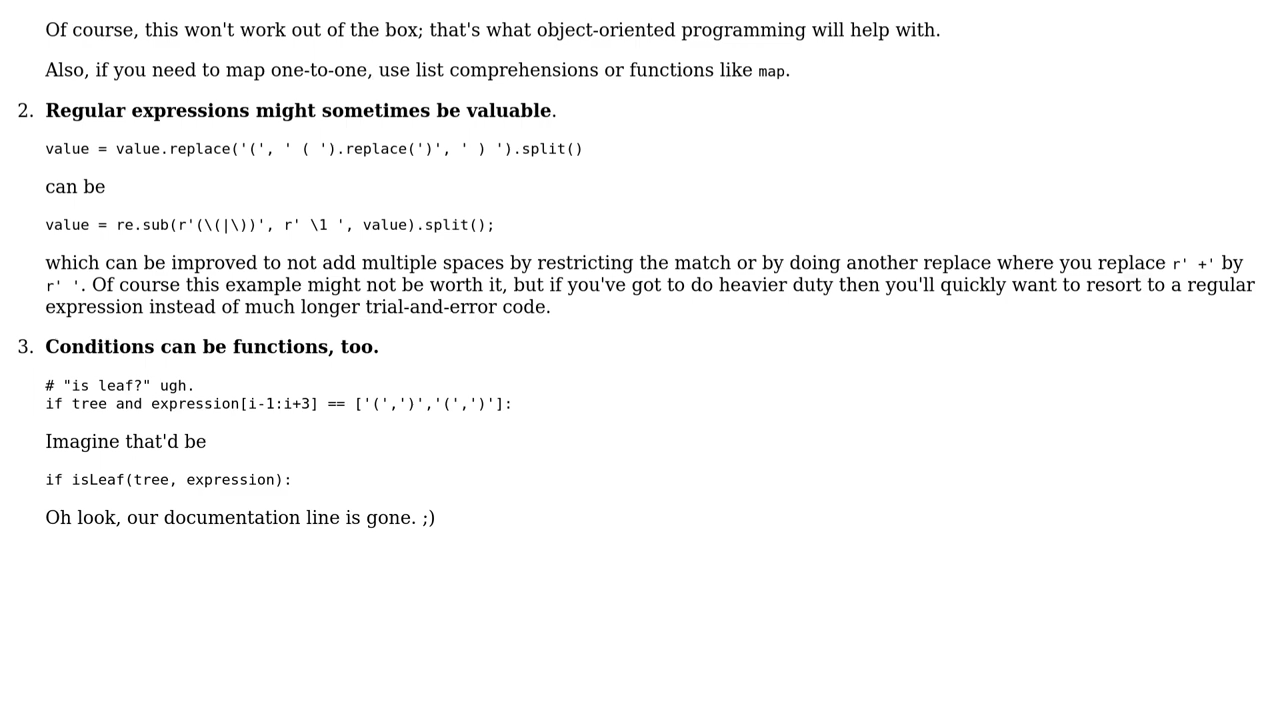 Of course, this won't work out of the box; that's what object-oriented programming will help with.
Also, if you need to map one-to-one, use list comprehensions or functions like map.
2. Regular expressions might sometimes be valuable.
value = value.replace('(', ' ( ').replace(')', ' ) ').split()
can be
value = re.sub(r'(\(|\))', r' \1 ', value).split();
which can be improved to not add multiple spaces by restricting the match or by doing another replace where you replace r' +' by
r' '. Of course this example might not be worth it, but if you've got to do heavier duty then you'll quickly want to resort to a regular
expression instead of much longer trial-and-error code.
3. Conditions can be functions, too.
# "is leaf?" ugh.
if tree and expression[i-1:i+3] == ['(',')','(',')']:
Imagine that'd be
if isLeaf(tree, expression):
Oh look, our documentation line is gone. ;)